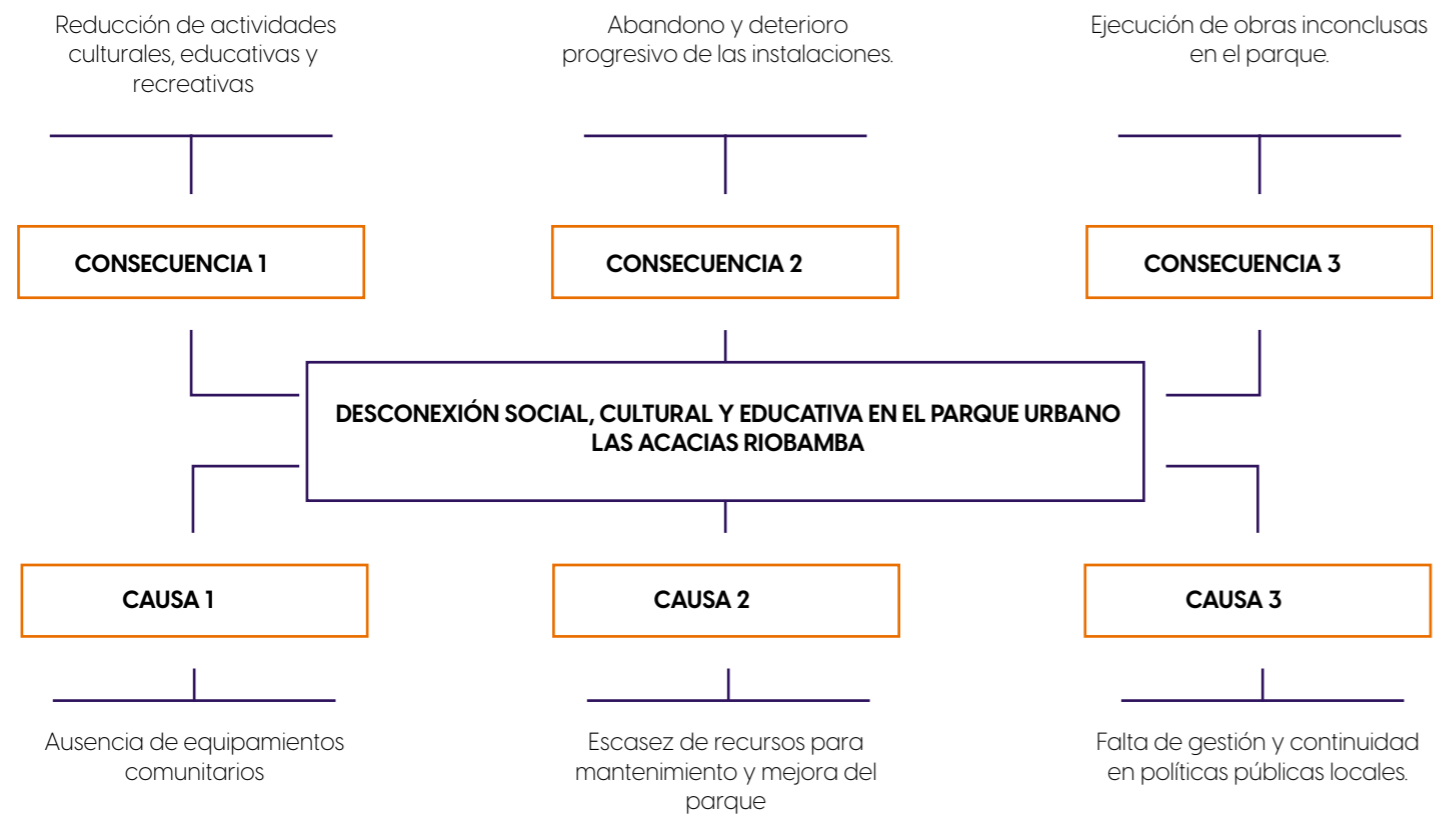 Reducción de actividades
culturales, educativas y
recreativas
Abandono y deterioro
progresivo de las instalaciones.
Ejecución de obras inconclusas
en el parque.
CONSECUENCIA 1
CONSECUENCIA 2
CONSECUENCIA 3
DESCONEXIÓN SOCIAL, CULTURAL Y EDUCATIVA EN EL PARQUE URBANO
LAS ACACIAS RIOBAMBA
CAUSA 1
CAUSA 2
CAUSA 3
Ausencia de equipamientos
comunitarios
Escasez de recursos para
mantenimiento y mejora del
parque
Falta de gestión y continuidad
en políticas públicas locales.